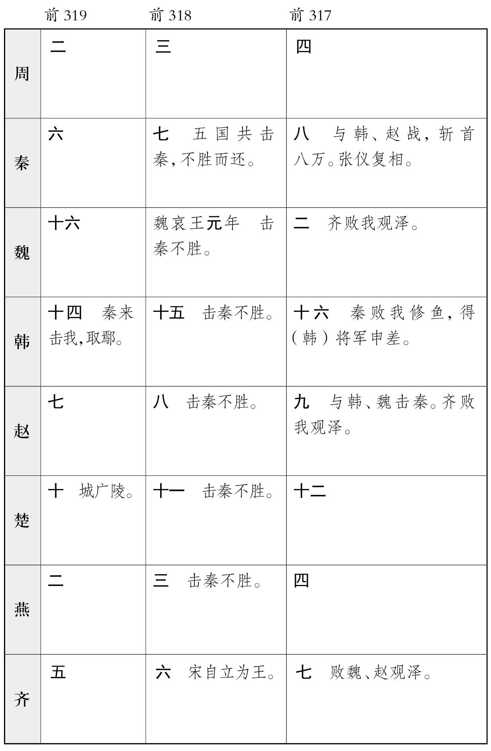 前 319 前 318 前 317
周 二 三 四
秦 六 七 五国共击 八 与韩、赵战，斩首
秦，不胜而还。 八万。张仪复相。
魏 十六 魏哀王元年 击 二 齐败我观泽。
秦不胜。
韩 十四 秦来 十五 击秦不胜。 十六 秦败我修鱼，得
击我，取鄢。 （韩）将军申差。
赵 七 八 击秦不胜。 九 与韩、魏击秦。齐败
我观泽。
楚 十 城广陵。 十一 击秦不胜。 十二
燕 二 三 击秦不胜。 四
齐 五 六 宋自立为王。 七 败魏、赵观泽。